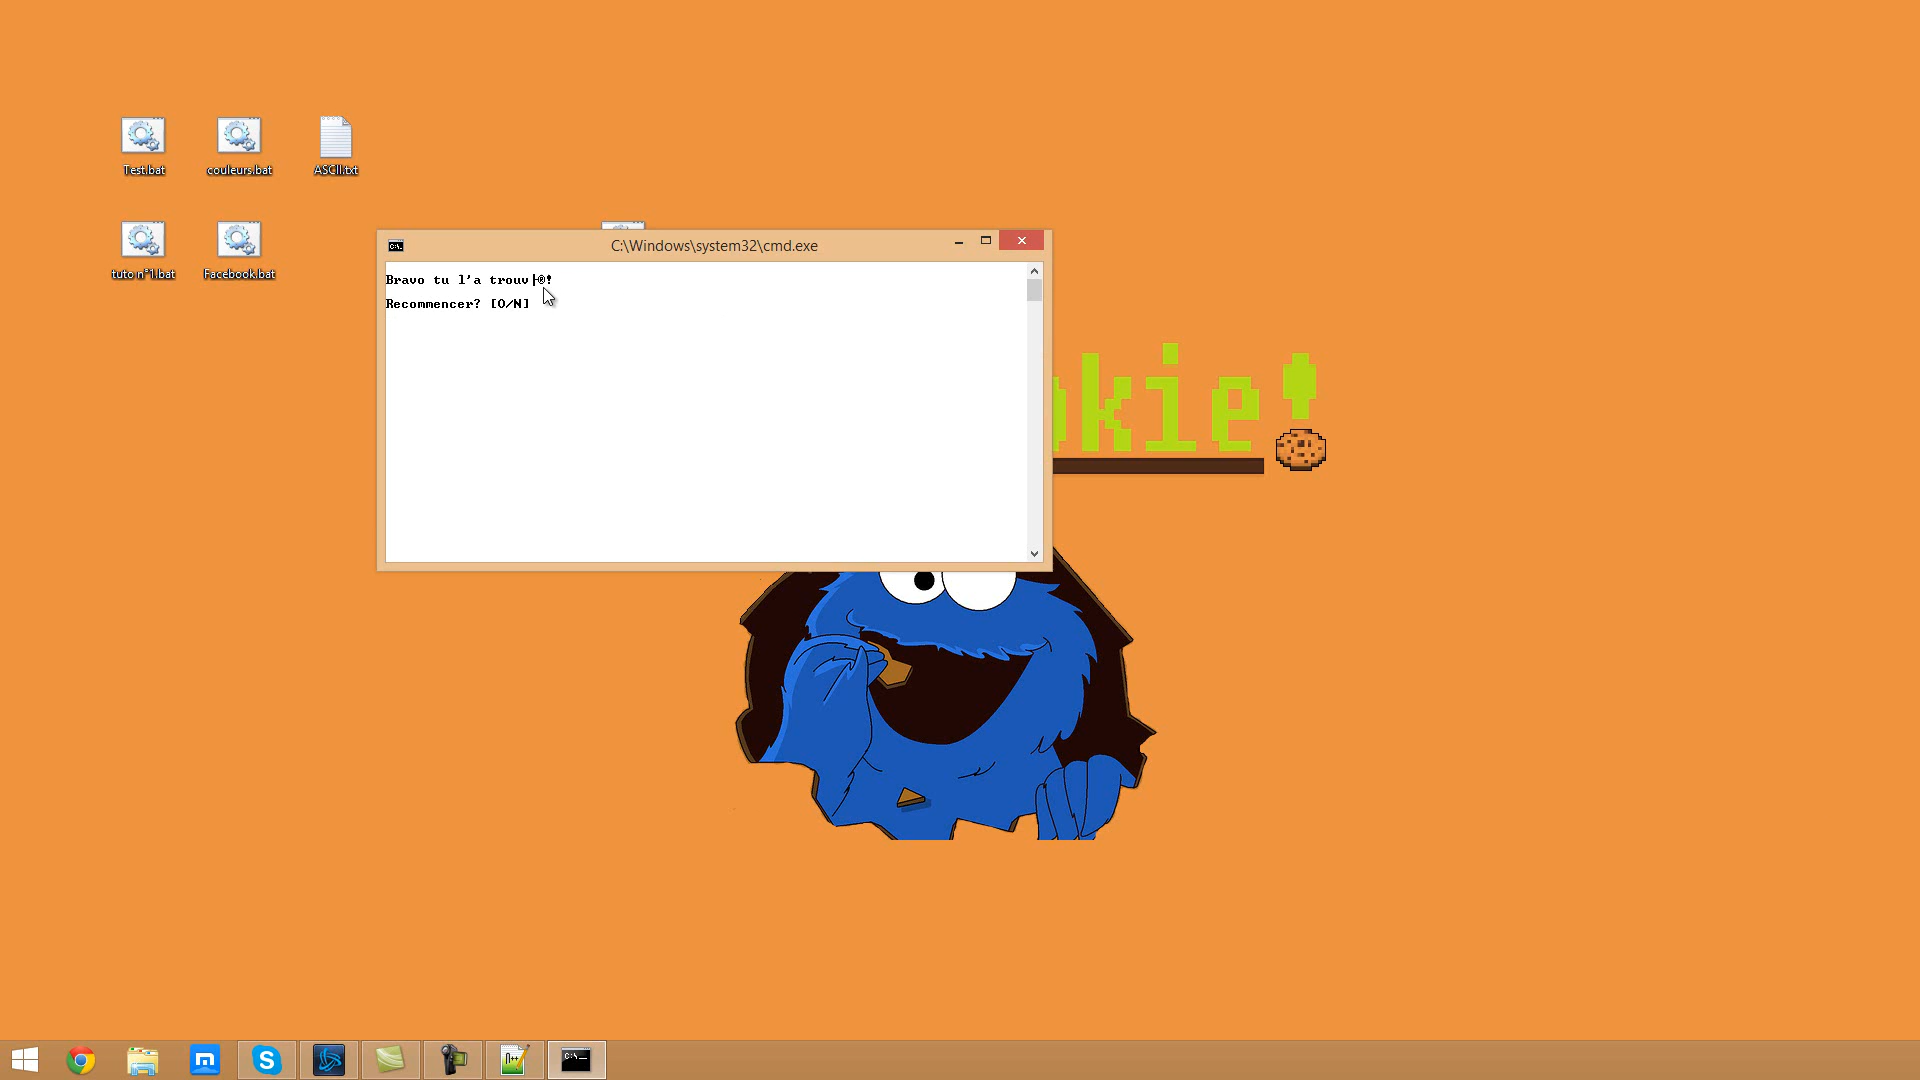 Test.bat
couleurs.bat
ASCII.txt
tuto n°1.bat
Facebook.bat
C:\Windows\system32\cmd.exe
Bravo tu l'a trouv├®!
Recommencer? [O/N]
okie!